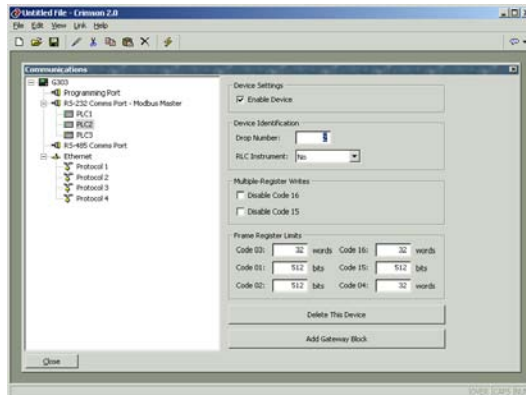 Untitled File - Crimson 2.0
File Edit View Link Help
Communications
G303
Programming Port
RS-232 Comms Port - Modbus Master
PLC1
PLC2
PLC3
RS-485 Comms Port
Ethernet
Protocol 1
Protocol 2
Protocol 3
Protocol 4
Device Settings
Enable Device
Device Identification
Drop Number:
RLC Instrument: No
Multiple-Register Writes
Disable Code 16
Disable Code 15
Frame Register Limits
Code 03: 32 words Code 16: 32 words
Code 01: 512 bits Code 15: 512 bits
Code 02: 512 bits Code 04: 32 words
Delete This Device
Add Gateway Block
Close